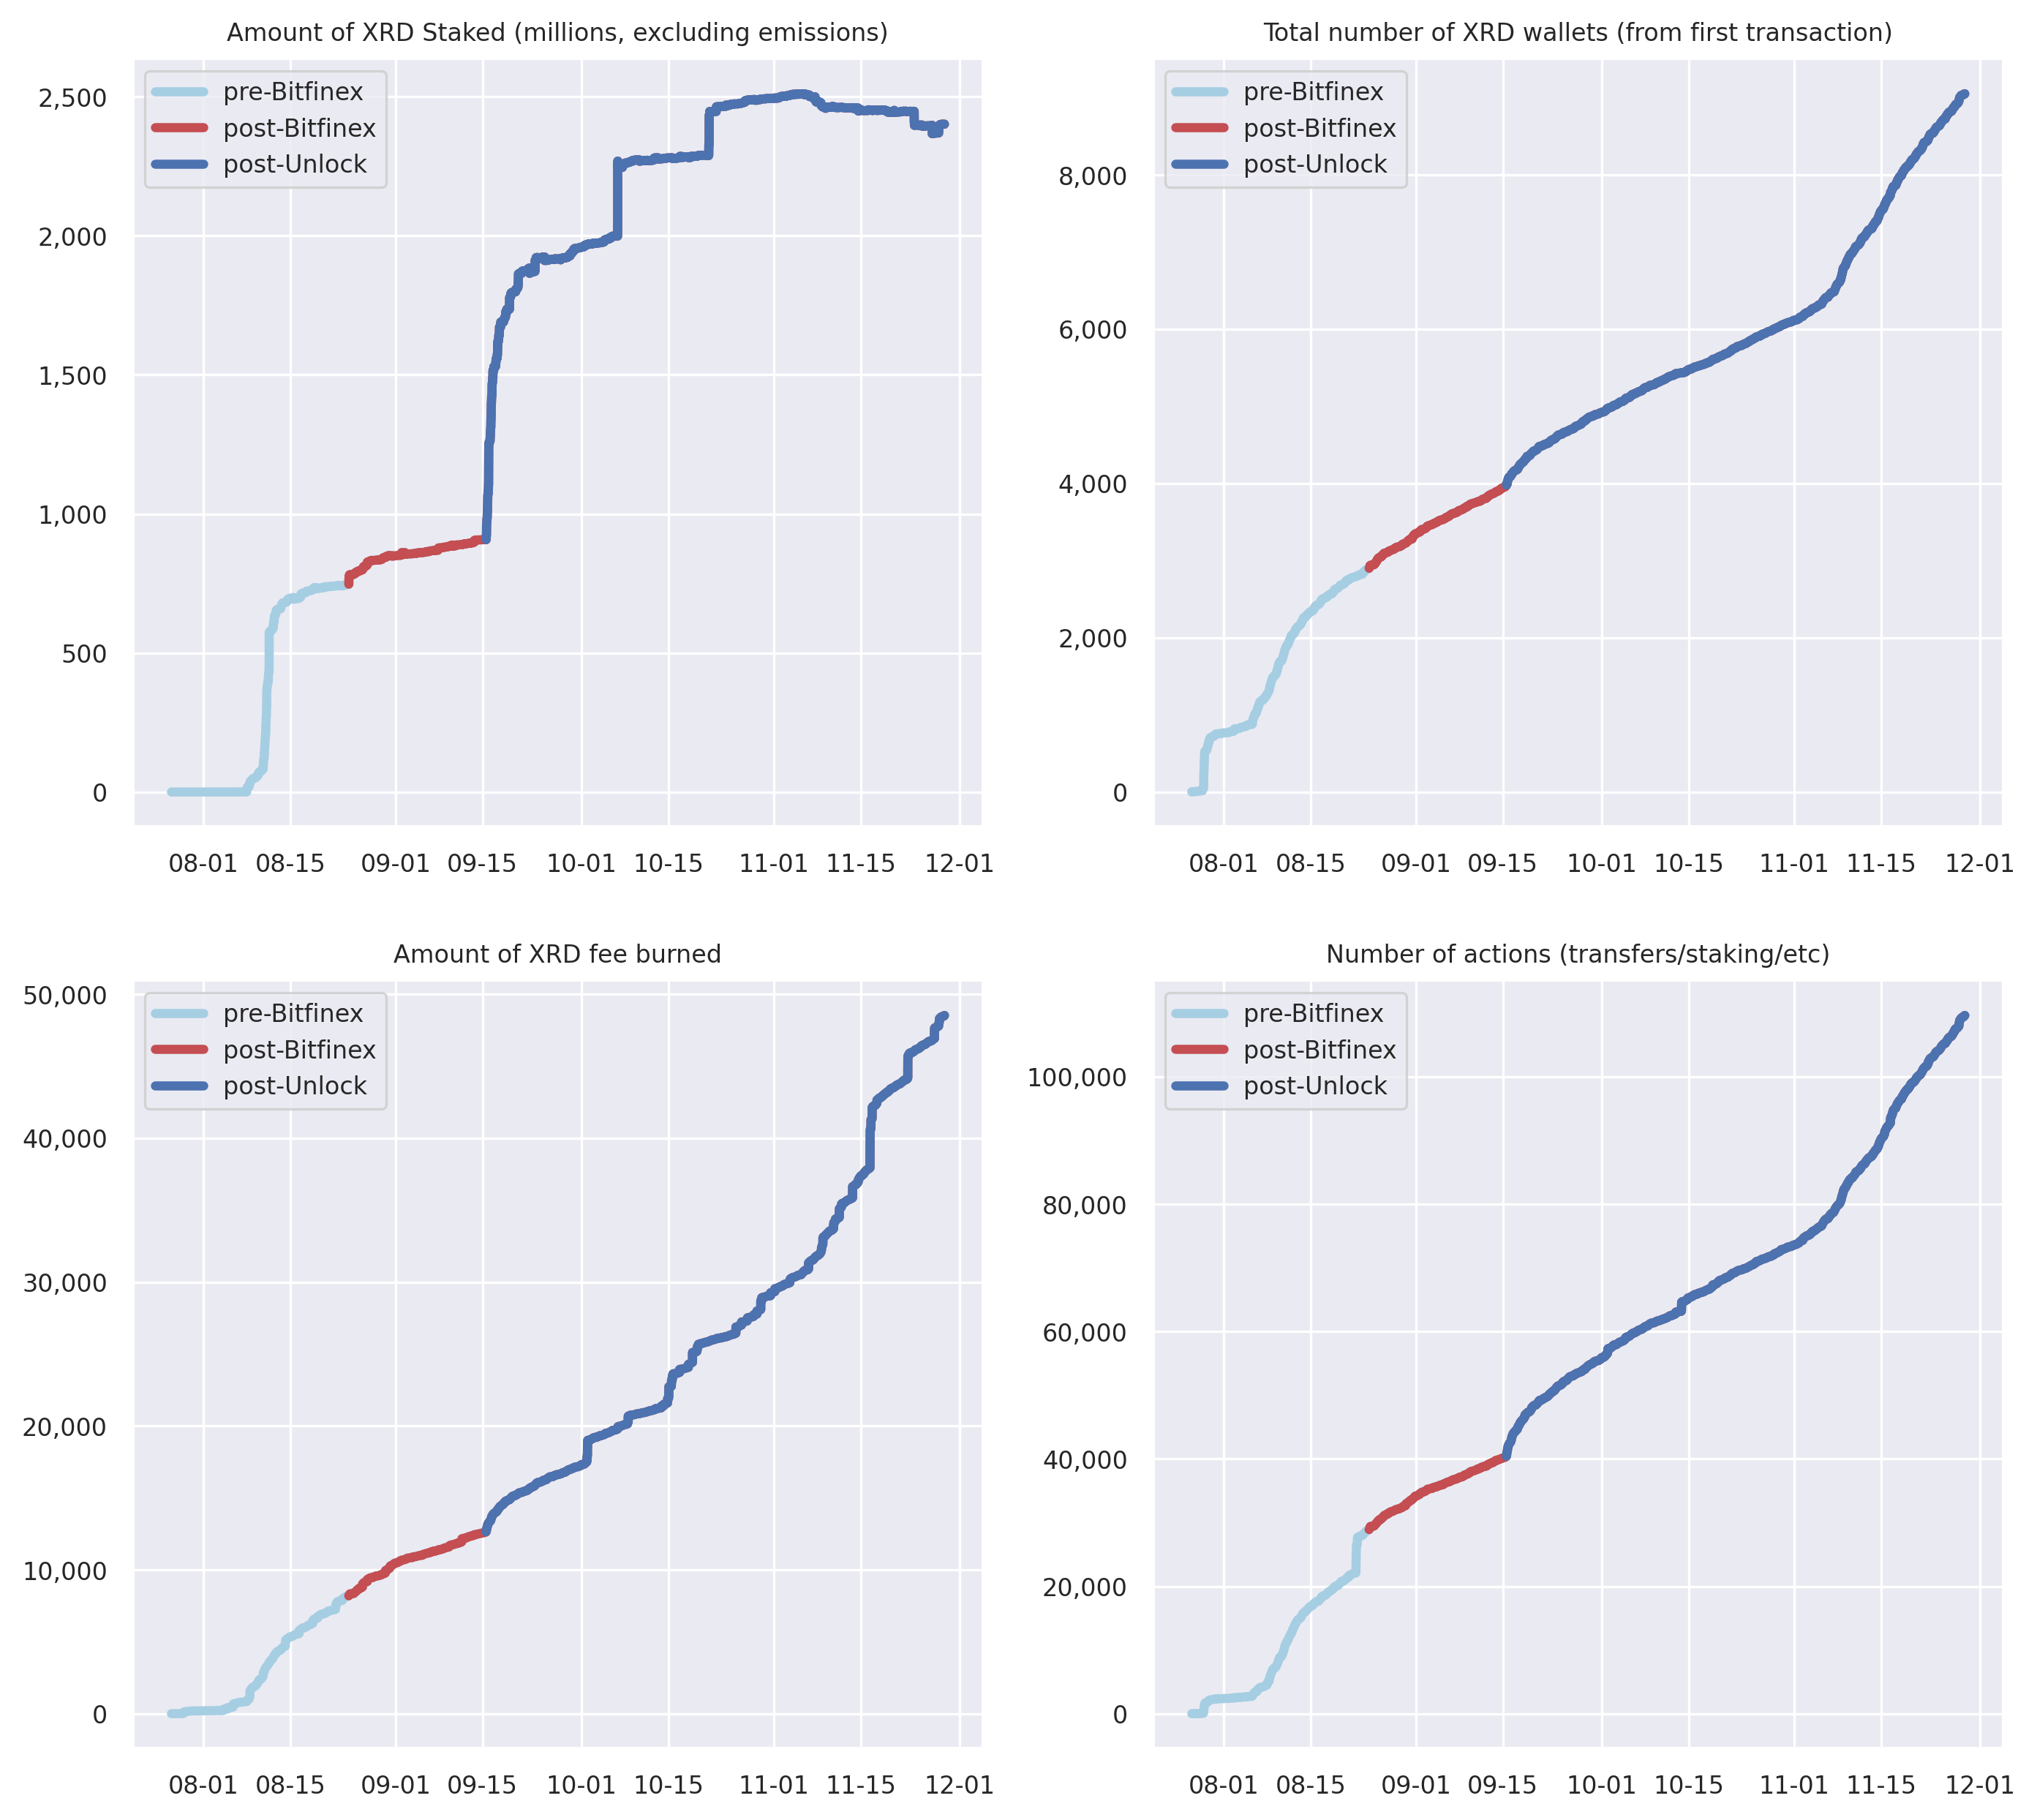 Amount of XRD Staked (millions, excluding emissions)
pre-Bitfinex
post-Bitfinex
post-Unlock
2,500
2,000
1,500
1,000
500
0
08-01 08-15 09-01 09-15 10-01 10-15 11-01 11-15 12-01
Total number of XRD wallets (from first transaction)
pre-Bitfinex
post-Bitfinex
post-Unlock
8,000
6,000
4,000
2,000
0
08-01 08-15 09-01 09-15 10-01 10-15 11-01 11-15 12-01
Amount of XRD fee burned
pre-Bitfinex
post-Bitfinex
post-Unlock
50,000
40,000
30,000
20,000
10,000
0
08-01 08-15 09-01 09-15 10-01 10-15 11-01 11-15 12-01
Number of actions (transfers/staking/etc)
pre-Bitfinex
post-Bitfinex
post-Unlock
100,000
80,000
60,000
40,000
20,000
0
08-01 08-15 09-01 09-15 10-01 10-15 11-01 11-15 12-01